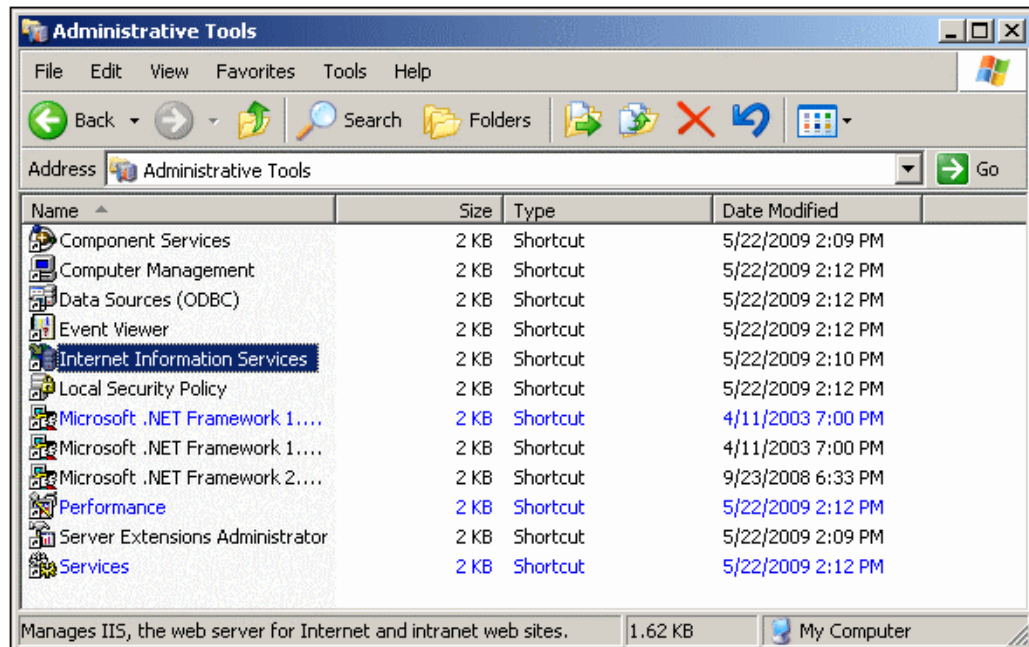 Administrative Tools
File Edit View Favorites Tools Help
Back Search Folders
Address Administrative Tools Go
Name Size Type Date Modified
Component Services 2 KB Shortcut 5/22/2009 2:09 PM
Computer Management 2 KB Shortcut 5/22/2009 2:12 PM
Data Sources (ODBC) 2 KB Shortcut 5/22/2009 2:12 PM
Event Viewer 2 KB Shortcut 5/22/2009 2:12 PM
Internet Information Services 2 KB Shortcut 5/22/2009 2:10 PM
Local Security Policy 2 KB Shortcut 5/22/2009 2:12 PM
Microsoft .NET Framework 1.... 2 KB Shortcut 4/11/2003 7:00 PM
Microsoft .NET Framework 1.... 2 KB Shortcut 4/11/2003 7:00 PM
Microsoft .NET Framework 2.... 2 KB Shortcut 9/23/2008 6:33 PM
Performance 2 KB Shortcut 5/22/2009 2:12 PM
Server Extensions Administrator 2 KB Shortcut 5/22/2009 2:09 PM
Services 2 KB Shortcut 5/22/2009 2:12 PM
Manages IIS, the web server for Internet and intranet web sites. 1.62 KB My Computer